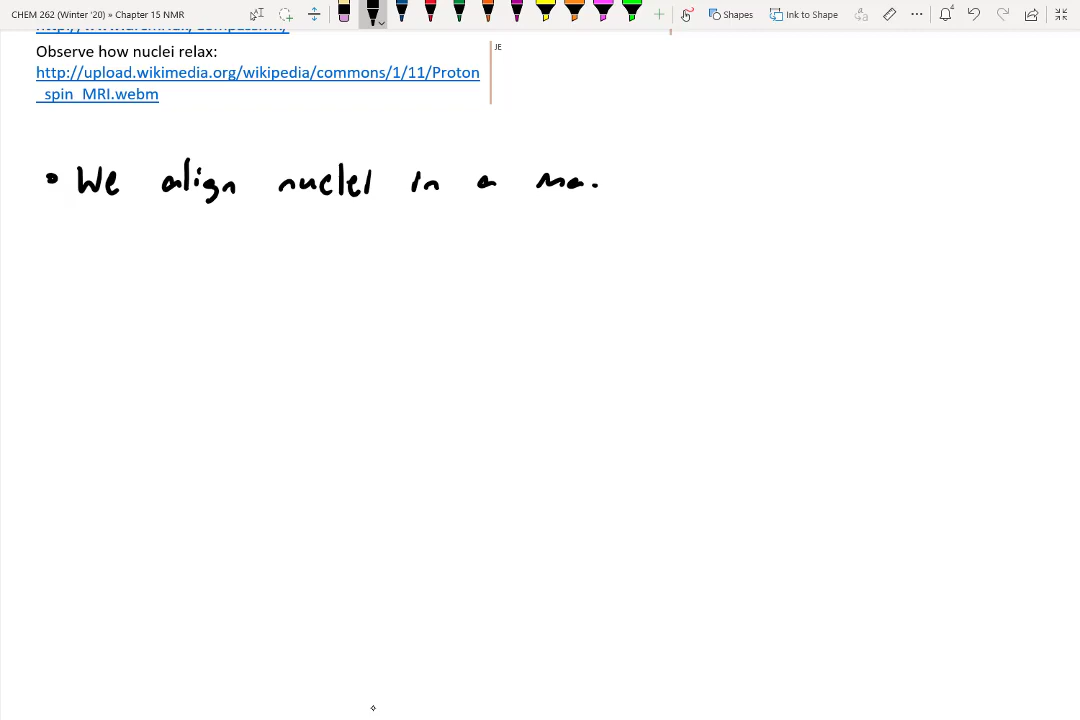 CHEM 262 (Winter '20) » Chapter 15 NMR
Shapes
Ink to Shape
Observe how nuclei relax:
JE
http://upload.wikimedia.org/wikipedia/commons/1/11/Proton
_spin_MRI.webm
• We align nuclei in a ma.